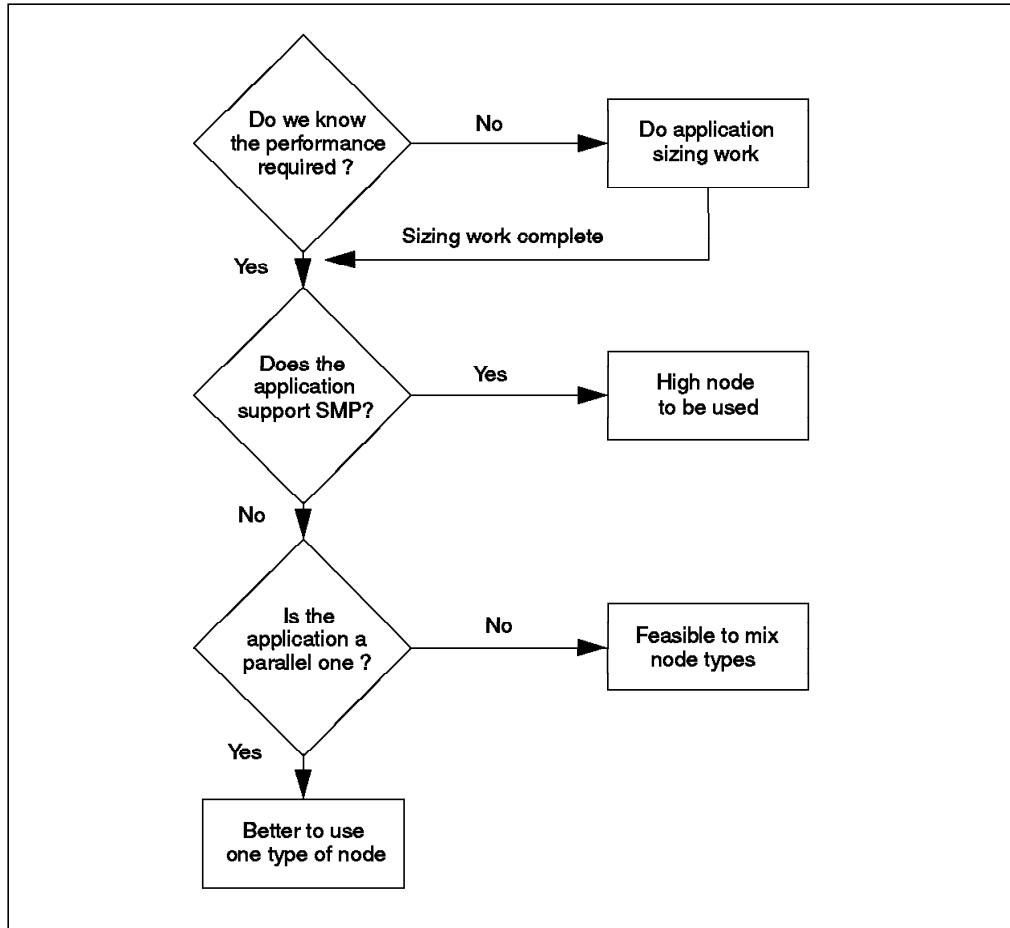 Do we know
the performance
required ?
No
Do application
sizing work
Sizing work complete
Yes
Does the
application
support SMP?
Yes
High node
to be used
No
Is the
application a
parallel one ?
No
Feasible to mix
node types
Yes
Better to use
one type of node